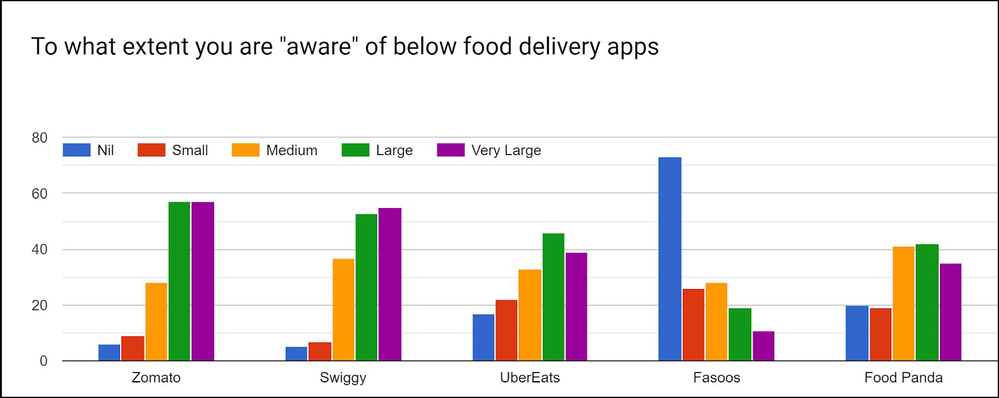 To what extent you are "aware" of below food delivery apps
80
Nil Small Medium Large Very Large
60
40
20
0
Zomato Swiggy UberEats Fasoos Food Panda